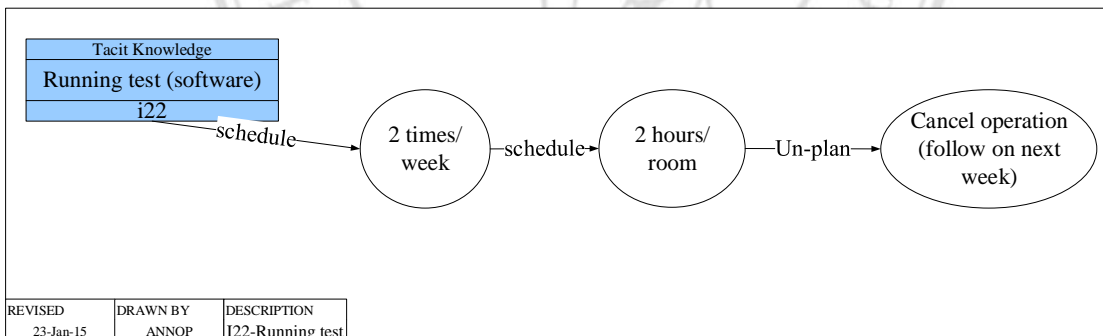 Tacit Knowledge
Running test (software)
i22
schedule
2 times/
week
schedule
2 hours/
room
Un-plan
Cancel operation
(follow on next
week)
REVISED
DRAWN BY
DESCRIPTION
23-Jan-15
ANNOP
I22-Running test